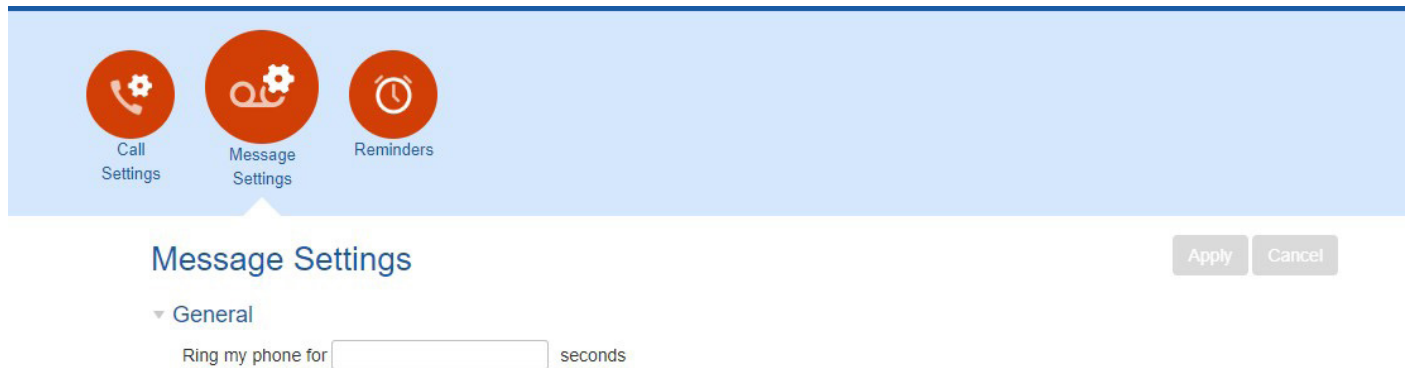 Call
Settings
Message
Settings
Reminders
Message Settings
Apply Cancel
General
Ring my phone for seconds